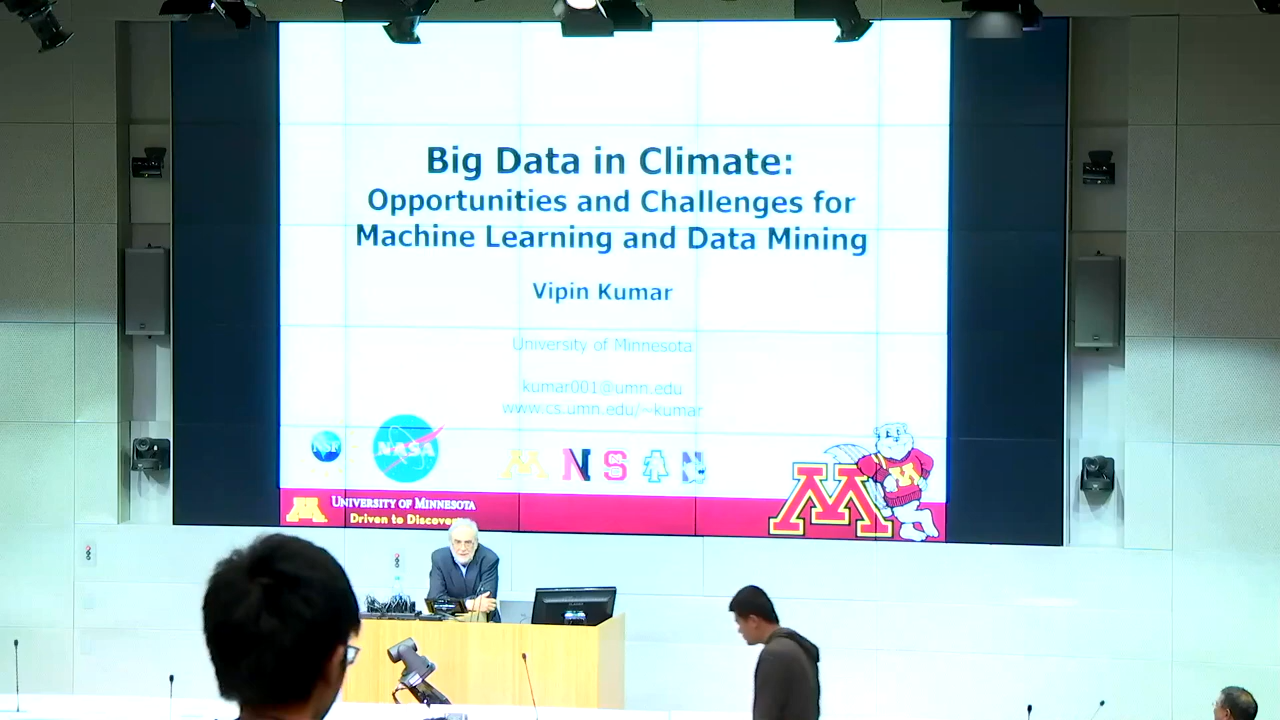 Big Data in Climate:
Opportunities and Challenges for
Machine Learning and Data Mining
Vipin Kumar
University of Minnesota
kumar001@umn.edu
www.cs.umn.edu/~kumar
NASA
M
UNIVERSITY OF MINNESOTA
Driven to Discover
M